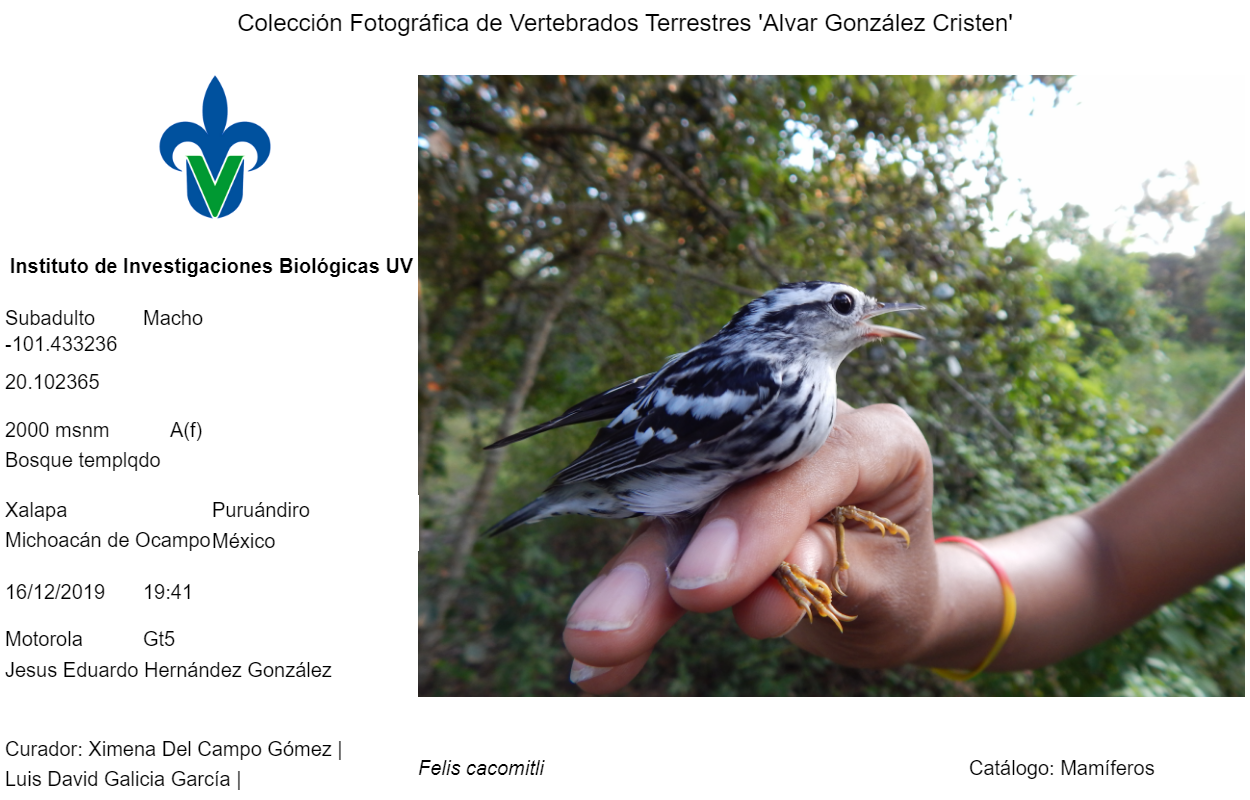 Colección Fotográfica de Vertebrados Terrestres 'Alvar González Cristen'
Instituto de Investigaciones Biológicas UV
Subadulto Macho
-101.433236
20.102365
2000 msnm A(f)
Bosque templqdo
Xalapa Puruándiro
Michoacán de Ocampo México
16/12/2019 19:41
Motorola Gt5
Jesus Eduardo Hernández González
Curador: Ximena Del Campo Gómez |
Luis David Galicia García |
Felis cacomitli Catálogo: Mamíferos